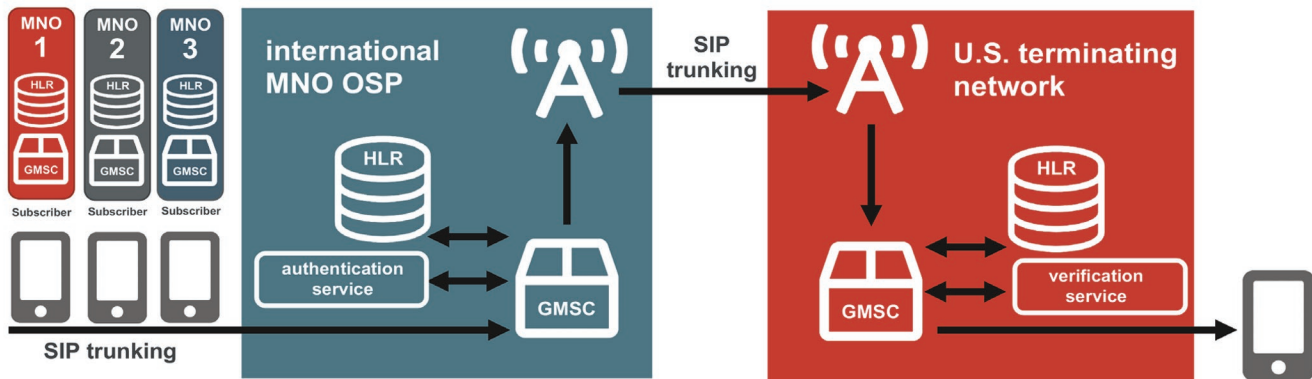 MNO
1
HLR
GMSC
Subscriber
MNO
2
HLR
GMSC
Subscriber
MNO
3
HLR
GMSC
Subscriber
SIP trunking
international
MNO OSP
HLR
authentication
service
GMSC
SIP
trunking
U.S. terminating
network
HLR
GMSC
verification
service